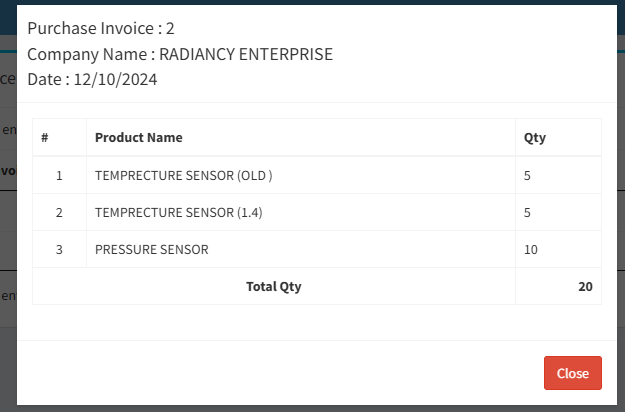 Purchase Invoice : 2
Company Name : RADIANCY ENTERPRISE
Date : 12/10/2024
# Product Name Qty
1 TEMPRECTURE SENSOR (OLD ) 5
2 TEMPRECTURE SENSOR (1.4) 5
3 PRESSURE SENSOR 10
Total Qty 20
Close